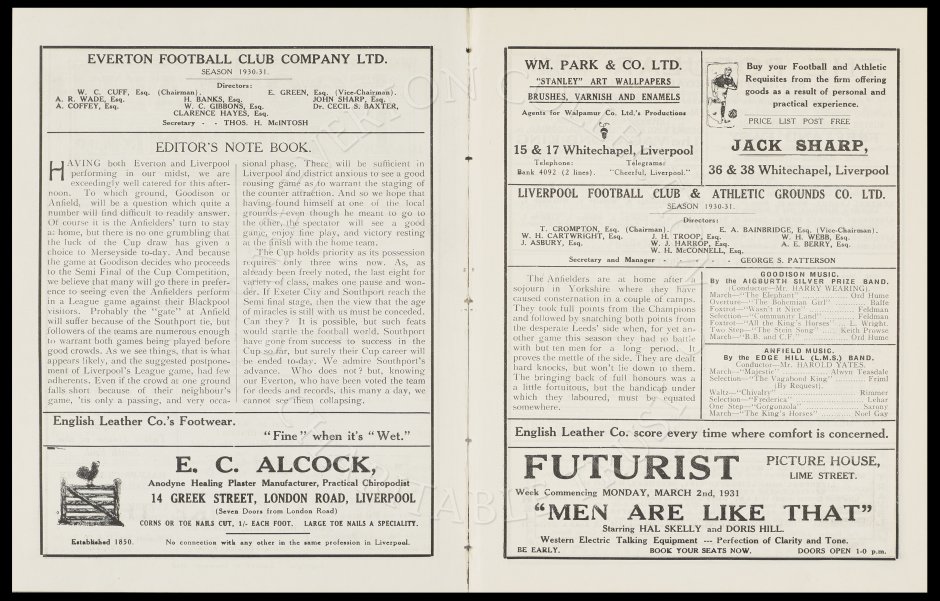 EVERTON FOOTBALL CLUB COMPANY LTD.
SEASON 1930-31.
Directors:
W. C. CUFF, Esq. (Chairman). E. GREEN, Esq. (Vice-Chairman).
A. R. WADE, Esq. H. BANKS, Esq. JOHN SHARP, Esq.
A. COFFEY, Esq. W. C. GIBBONS, Esq. Dr. CECIL S. BAXTER,
CLARENCE HAYES, Esq.
Secretary - - THOS. H. McINTOSH
EDITOR'S NOTE BOOK.
HAVING both Everton and Liverpool
performing in our midst, we are
exceedingly well catered for this after-
noon. To which ground, Goodison or
Anfield, will be a question which quite a
number will find difficult to readily answer.
Of course it is the Anfielders' turn to stay
at home, but there is no one grumbling that
the luck of the Cup draw has given a
choice to Merseyside to-day. And because
the game at Goodison decides who proceeds
to the Semi Final of the Cup Competition,
we believe that many will go there in prefer-
ence to seeing even the Anfielders perform
in a League game against their Blackpool
visitors. Probably the "gate" at Anfield
will suffer because of the Southport tie, but
followers of the teams are numerous enough
to warrant both games being played before
good crowds. As we see things, that is what
appears likely, and the suggested postpone-
ment of Liverpool's League game, had few
adherents. Even if the crowd at one ground
falls short because of their neighbour's
game, 'tis only a passing, and very occa-
sional phase. There will be sufficient in
Liverpool and district anxious to see a good
rousing game as to warrant the staging of
the counter attraction. And so we hope that
having found himself at one of the local
grounds, even though he meant to go to
the other, the spectator will see a good
game, enjoy fine play, and victory resting
at the finish with the home team.
The Cup holds priority as its possession
requires only three wins now. As, as
already been freely noted, the last eight for
variety of class, makes one pause and won-
der. If Exeter City and Southport reach the
Semi final stage, then the view that the age
of miracles is still with us must be conceded.
Can they? It is possible, but such feats
would startle the football world. Southport
have gone from success to success in the
Cup so far, but surely their Cup career will
be ended today. We admire Southport's
advance. Who does not? but, knowing
our Everton, who have been voted the team
for deeds and records, this many a day, we
cannot see them collapsing.
English Leather Co.'s Footwear.
"Fine" when it's "Wet."
E. C. ALCOCK,
Anodyne Healing Plaster Manufacturer, Practical Chiropodist
14 GREEK STREET, LONDON ROAD, LIVERPOOL
(Seven Doors from London Road)
CORNS OR TOE NAILS CUT, 1/- EACH FOOT. LARGE TOE NAILS A SPECIALITY.
Established 1850. No connection with any other in the same profession in Liverpool.
WM. PARK & CO. LTD.
"STANLEY" ART WALLPAPERS
BRUSHES, VARNISH AND ENAMELS
Agents for Walpamur Co. Ltd.'s Productions
15 & 17 Whitechapel, Liverpool
Telephone: Telegrams:
Bank 4092 (2 lines). "Cheerful, Liverpool."
Buy your Football and Athletic
Requisites from the firm offering
goods as a result of personal and
practical experience.
PRICE LIST POST FREE
JACK SHARP,
36 & 38 Whitechapel, Liverpool
LIVERPOOL FOOTBALL CLUB & ATHLETIC GROUNDS CO. LTD.
SEASON 1930-31.
Directors:
T. CROMPTON, Esq. (Chairman). E. A. BAINBRIDGE, Esq. (Vice-Chairman).
W. H. CARTWRIGHT, Esq. J. H. TROOP, Esq. W. H. WEBB, Esq.
J. ASBURY, Esq. W. J. HARROP, Esq. A. E. BERRY, Esq.
W. H. McCONNELL, Esq.
Secretary and Manager - - - GEORGE S. PATTERSON
The Anfielders are at home after a
sojourn in Yorkshire where they have
caused consternation in a couple of camps.
They took full points from the Champions
and followed by snatching both points from
the desperate Leeds' side when, for yet an-
other game this season they had to battle
with but ten men for a long period. It
proves the mettle of the side. They are dealt
hard knocks, but won't lie down to them.
The bringing back of full honours was a
a little fortuitous, but the handicap under
which they laboured, must be equated
somewhere.
GOODISON MUSIC.
By the AIGBURTH SILVER PRIZE BAND.
(Conductor—Mr. HARRY WEARING)
March—"The Elephant" ... Ord Hume
Overture—"The Bohemian Girl" ... Balfe
Foxtrot—"Wasn't it Nice" ... Feldman
Selection—"Community Land" ... Feldman
Foxtrot—"All the King's Horses" ... L. Wright.
Two Step—"The Stein Song" ... Keith Prowse
March—"B.B. and C.F." ... Ord Hume
ANFIELD MUSIC.
By the EDGE HILL (L.M.S.) BAND.
Conductor—Mr. HAROLD YATES.
March—"Majestic" ... Alwyn Teasdale
Selection—"The Vagabond King" ... Friml
(By Request).
Waltz—"Chivalry" ... Rimmer
Selection—"Frederica" ... Lehar
One Step—"Gorgonzola" ... Sarony
March—"The King's Horses" ... Noel Gay
English Leather Co. score every time where comfort is concerned.
FUTURIST PICTURE HOUSE,
LIME STREET.
Week Commencing MONDAY, MARCH 2nd, 1931
"MEN ARE LIKE THAT"
Starring HAL SKELLY and DORIS HILL.
Western Electric Talking Equipment --- Perfection of Clarity and Tone.
BE EARLY. BOOK YOUR SEATS NOW. DOORS OPEN 1-0 p.m.